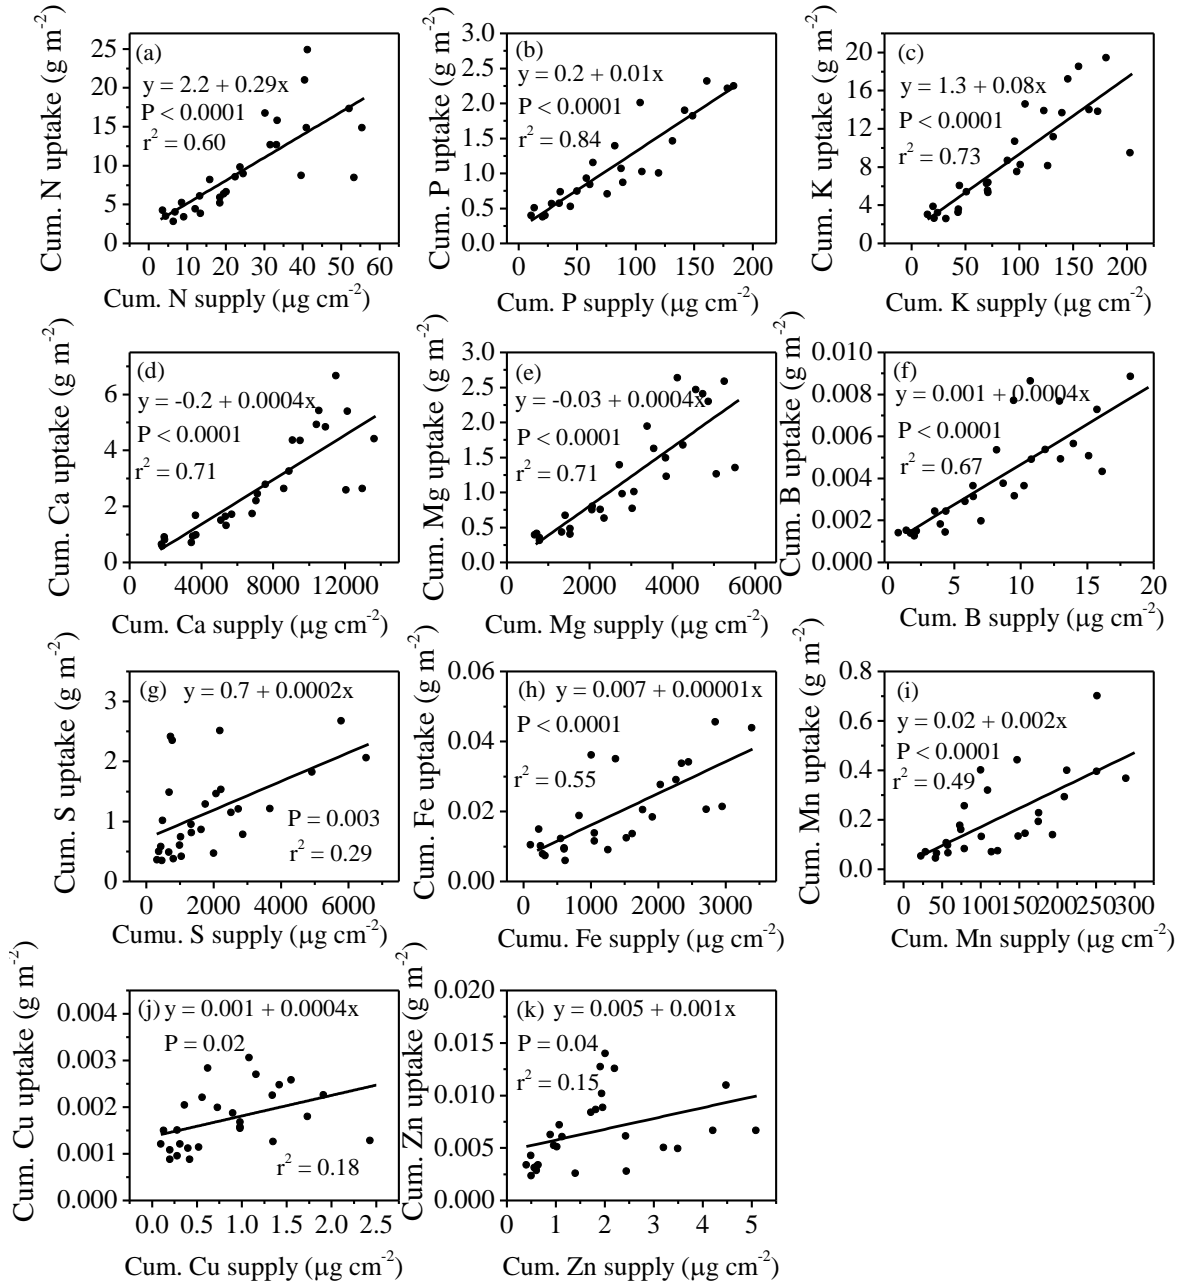 (a)
y = 2.2 + 0.29x
P < 0.0001
r² = 0.60
25
20
15
10
5
0
Cum. N uptake (g m⁻²)
0 10 20 30 40 50 60
Cum. N supply (μg cm⁻²)
(b)
y = 0.2 + 0.01x
P < 0.0001
r² = 0.84
3.0
2.5
2.0
1.5
1.0
0.5
0.0
Cum. P uptake (g m⁻²)
0 50 100 150 200
Cum. P supply (μg cm⁻²)
(c)
y = 1.3 + 0.08x
P < 0.0001
r² = 0.73
20
16
12
8
4
0
Cum. K uptake (g m⁻²)
0 50 100 150 200
Cum. K supply (μg cm⁻²)
(d)
y = -0.2 + 0.0004x
P < 0.0001
r² = 0.71
6
4
2
0
Cum. Ca uptake (g m⁻²)
0 4000 8000 12000
Cum. Ca supply (μg cm⁻²)
(e)
y = -0.03 + 0.0004x
P < 0.0001
r² = 0.71
3.0
2.5
2.0
1.5
1.0
0.5
0.0
Cum. Mg uptake (g m⁻²)
0 2000 4000 6000
Cum. Mg supply (μg cm⁻²)
(f)
y = 0.001 + 0.0004x
P < 0.0001
r² = 0.67
0.010
0.008
0.006
0.004
0.002
0.000
Cum. B uptake (g m⁻²)
0 5 10 15 20
Cum. B supply (μg cm⁻²)
(g) y = 0.7 + 0.0002x
P = 0.003
r² = 0.29
3
2
1
0
Cum. S uptake (g m⁻²)
0 2000 4000 6000
Cumu. S supply (μg cm⁻²)
(h) y = 0.007 + 0.00001x
P < 0.0001
r² = 0.55
0.06
0.04
0.02
0.00
Cum. Fe uptake (g m⁻²)
0 1000 2000 3000
Cumu. Fe supply (μg cm⁻²)
(i)
y = 0.02 + 0.002x
P < 0.0001
r² = 0.49
0.8
0.6
0.4
0.2
0.0
Cum. Mn uptake (g m⁻²)
0 50 100 150 200 250 300
Cum. Mn supply (μg cm⁻²)
(j) y = 0.001 + 0.0004x
P = 0.02
r² = 0.18
0.004
0.003
0.002
0.001
0.000
Cum. Cu uptake (g m⁻²)
0.0 0.5 1.0 1.5 2.0 2.5
Cum. Cu supply (μg cm⁻²)
(k) y = 0.005 + 0.001x
P = 0.04
r² = 0.15
0.020
0.015
0.010
0.005
0.000
Cum. Zn uptake (g m⁻²)
0 1 2 3 4 5
Cum. Zn supply (μg cm⁻²)